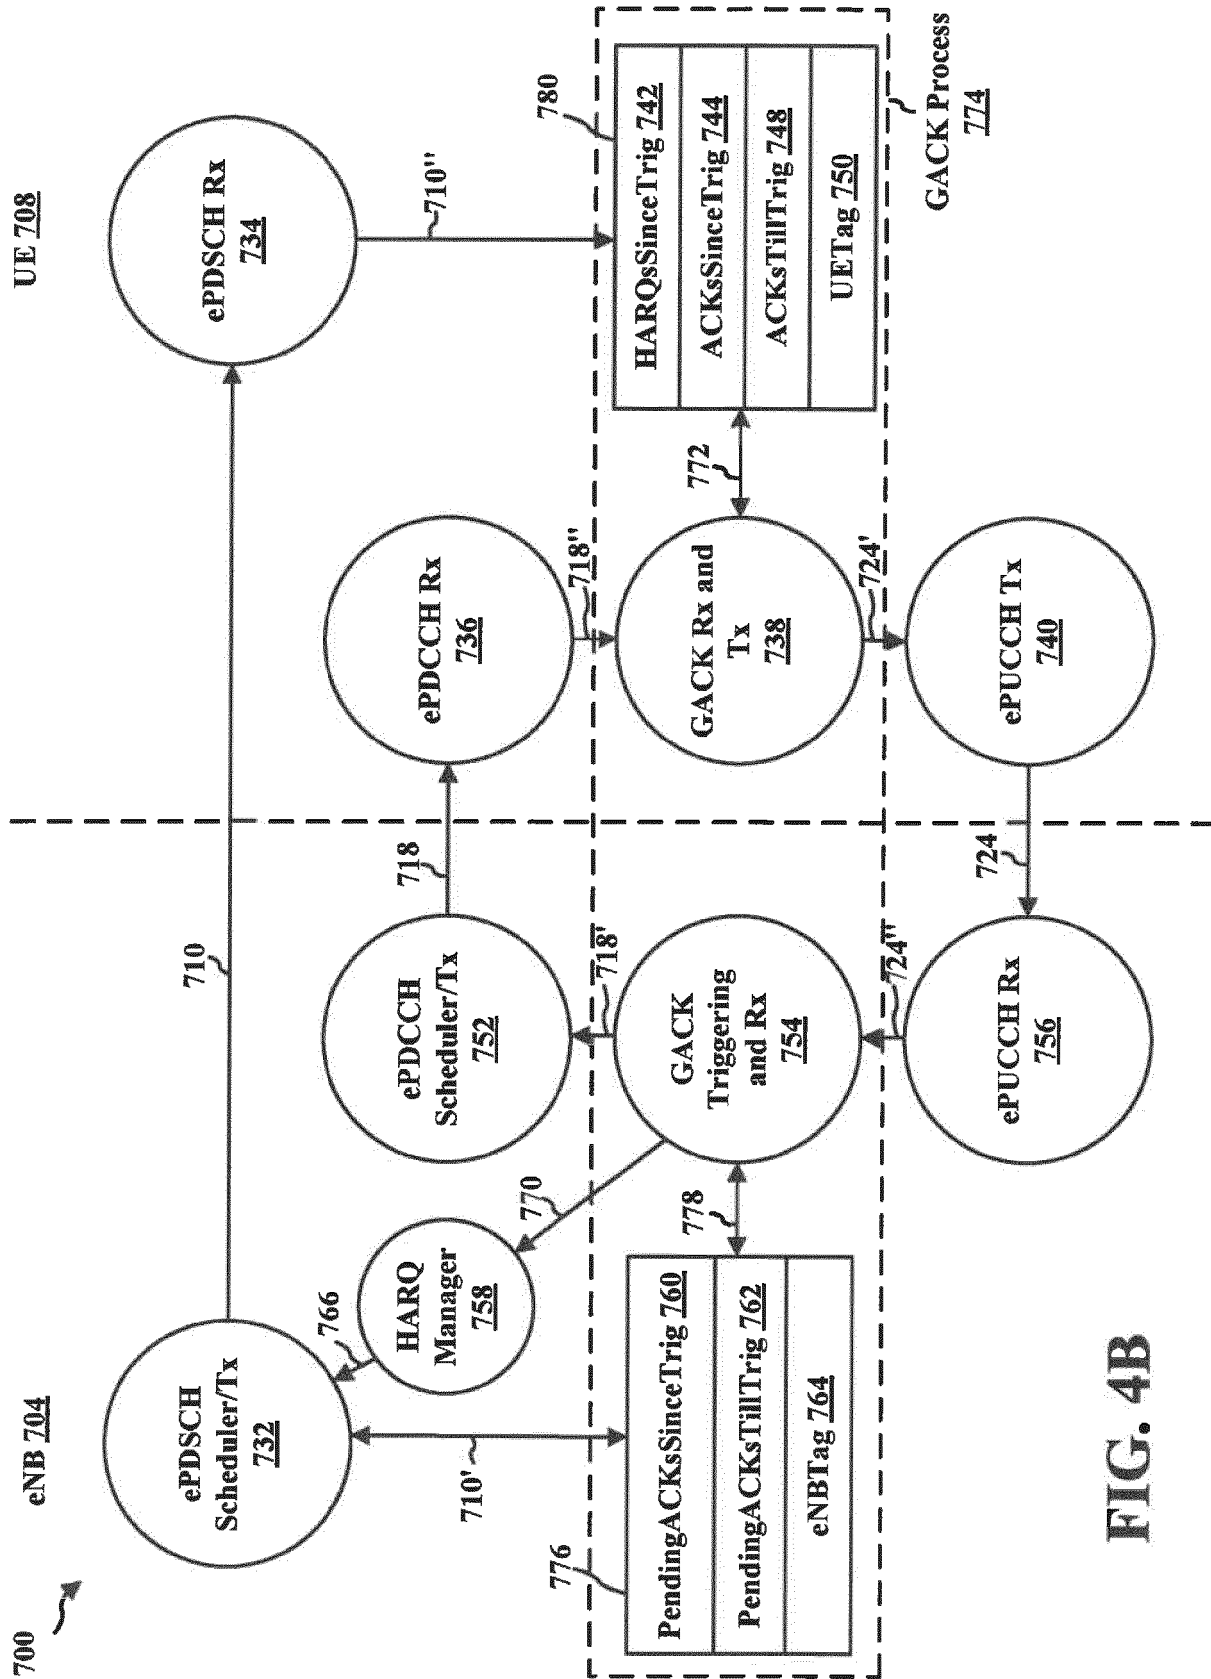 700
eNB 704
UE 708
ePDSCH
Scheduler/Tx
732
710
ePDSCH Rx
734
766
HARQ
Manager
758
ePDCCH
Scheduler/Tx
752
718
ePDCCH Rx
736
710'
770
718'
718''
710''
776
PendingACKsSinceTrig 760
PendingACKsTillTrig 762
eNBTag 764
778
GACK
Triggering
and Rx
754
GACK Rx and
Tx
738
772
780
HARQsSinceTrig 742
ACKsSinceTrig 744
ACKsTillTrig 748
UETag 750
724''
724'
GACK Process
774
ePUCCH Rx
756
724
ePUCCH Tx
740
FIG. 4B